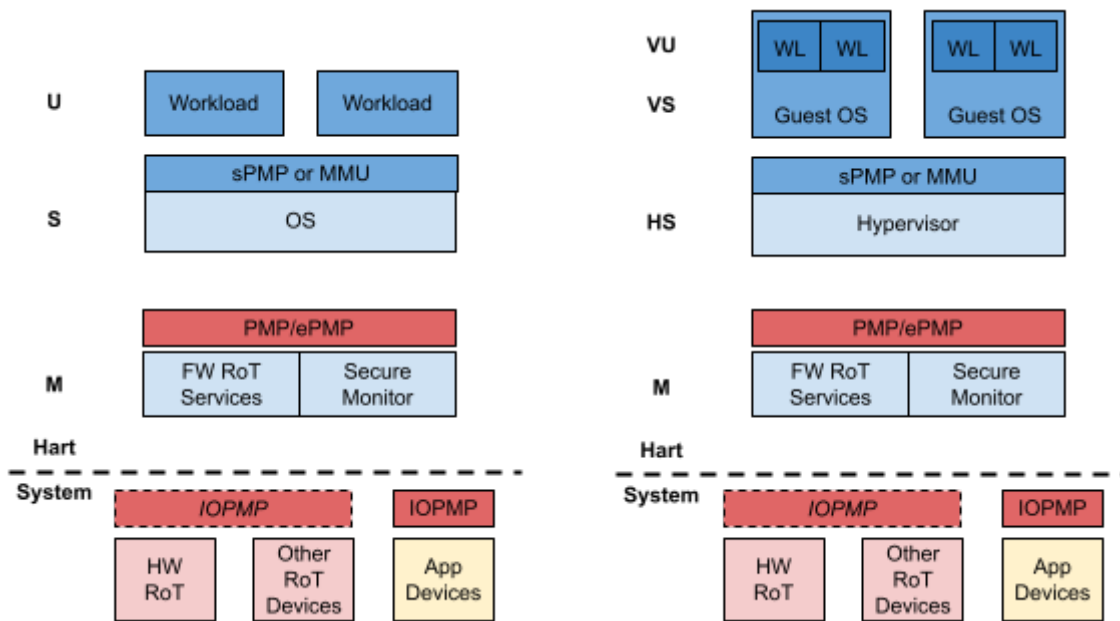 U
Workload
Workload
sPMP or MMU
S
OS
PMP/ePMP
M
FW RoT
Services
Secure
Monitor
Hart
System
IOPMP
IOPMP
HW
RoT
Other
RoT
Devices
App
Devices
VU
WL
WL
WL
WL
VS
Guest OS
Guest OS
sPMP or MMU
HS
Hypervisor
PMP/ePMP
M
FW RoT
Services
Secure
Monitor
Hart
System
IOPMP
IOPMP
HW
RoT
Other
RoT
Devices
App
Devices